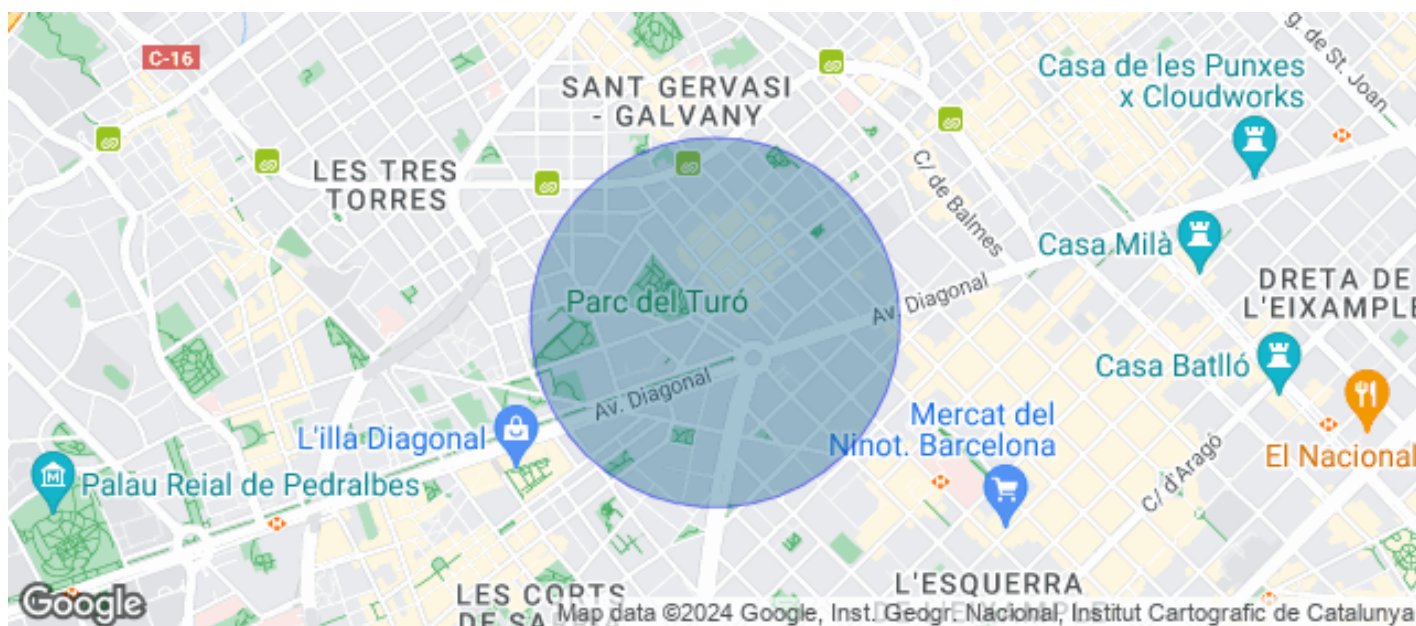 C-16
SANT GERVASI
- GALVANY
Casa de les Punxes
x Cloudworks
g. de St. Joan
LES TRES
TORRES
C/ de Balmes
Casa Milà
DRETA DE
L'EIXAMPLE
Parc del Turó
Av. Diagonal
Casa Batlló
Av. Diagonal
L'illa Diagonal
Mercat del
Ninot. Barcelona
El Nacional
C/ d'Aragó
Palau Reial de Pedralbes
L'ESQUERRA
LES CORTS
Google
Map data ©2024 Google, Inst. Geogr. Nacional, Institut Cartografic de Catalunya